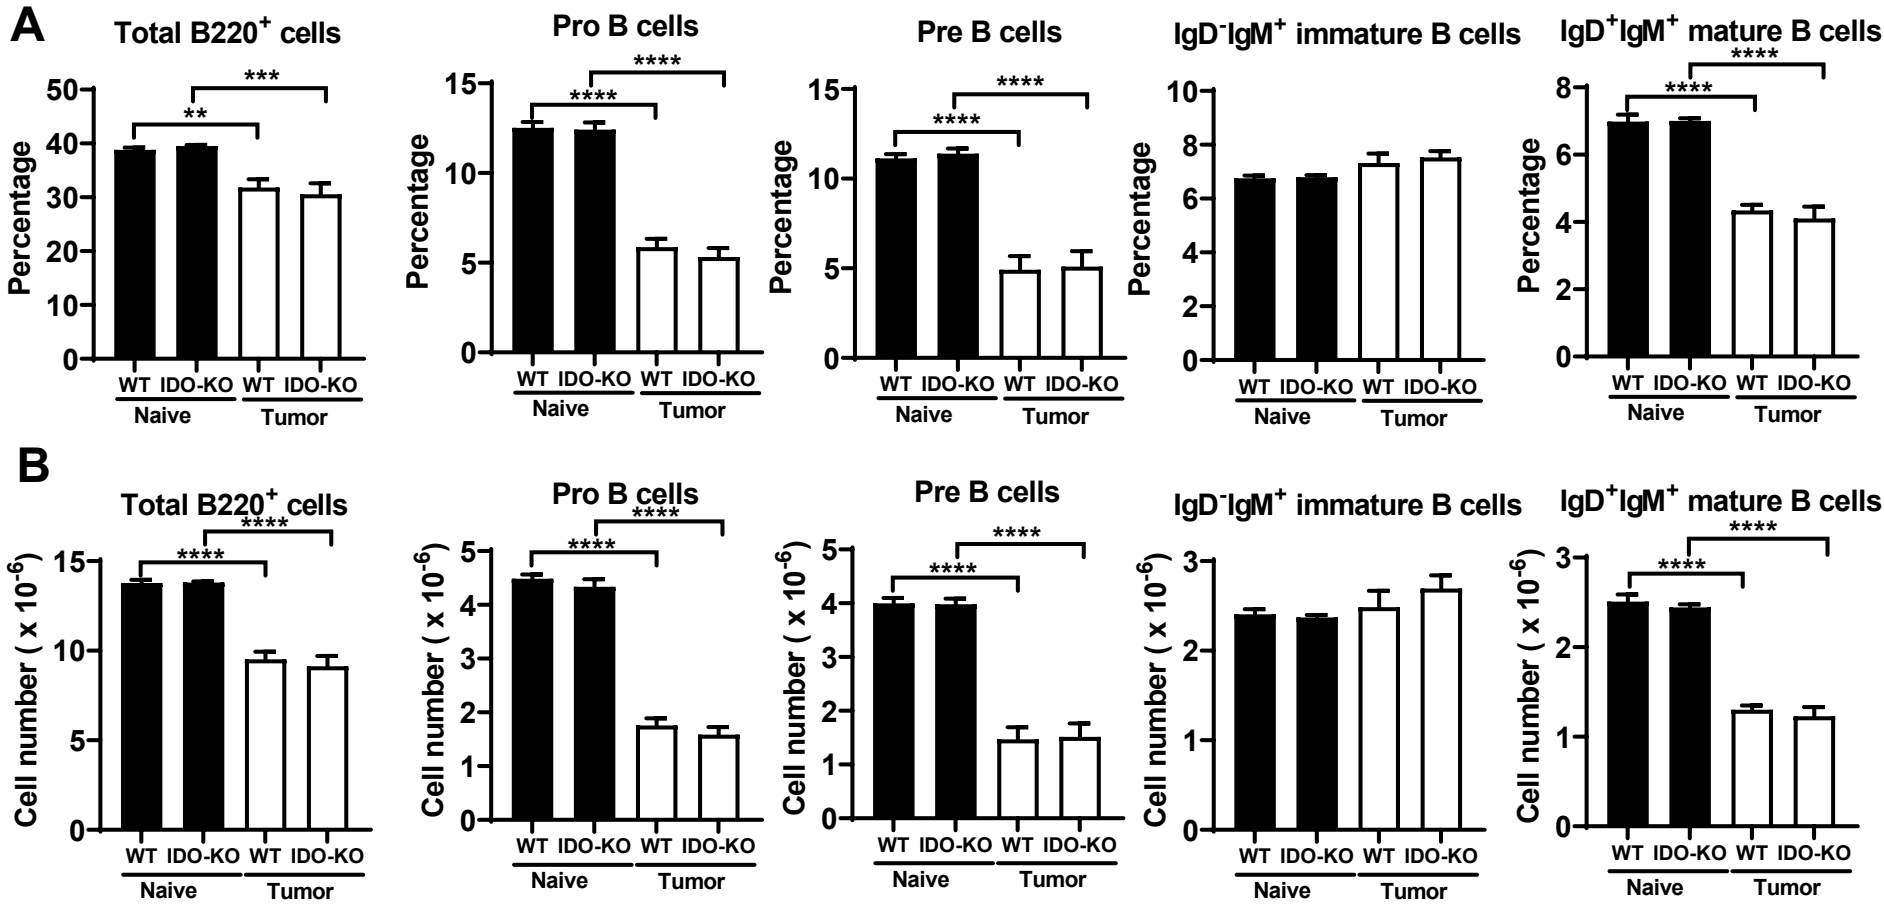 A
Total B220⁺ cells
Percentage
50
40
30
20
10
0
**
***
WT IDO-KO WT IDO-KO
Naive Tumor
Pro B cells
Percentage
15
10
5
0
****
****
WT IDO-KO WT IDO-KO
Naive Tumor
Pre B cells
Percentage
15
10
5
0
****
****
WT IDO-KO WT IDO-KO
Naive Tumor
IgD⁻IgM⁺ immature B cells
Percentage
10
8
6
4
2
0
WT IDO-KO WT IDO-KO
Naive Tumor
IgD⁺IgM⁺ mature B cells
Percentage
8
6
4
2
0
****
****
WT IDO-KO WT IDO-KO
Naive Tumor
B
Total B220⁺ cells
Cell number ( x 10⁻⁶)
15
10
5
0
****
****
WT IDO-KO WT IDO-KO
Naive Tumor
Pro B cells
Cell number ( x 10⁻⁶)
5
4
3
2
1
0
****
****
WT IDO-KO WT IDO-KO
Naive Tumor
Pre B cells
Cell number ( x 10⁻⁶)
5
4
3
2
1
0
****
****
WT IDO-KO WT IDO-KO
Naive Tumor
IgD⁻IgM⁺ immature B cells
Cell number ( x 10⁻⁶)
3
2
1
0
WT IDO-KO WT IDO-KO
Naive Tumor
IgD⁺IgM⁺ mature B cells
Cell number ( x 10⁻⁶)
3
2
1
0
****
****
WT IDO-KO WT IDO-KO
Naive Tumor